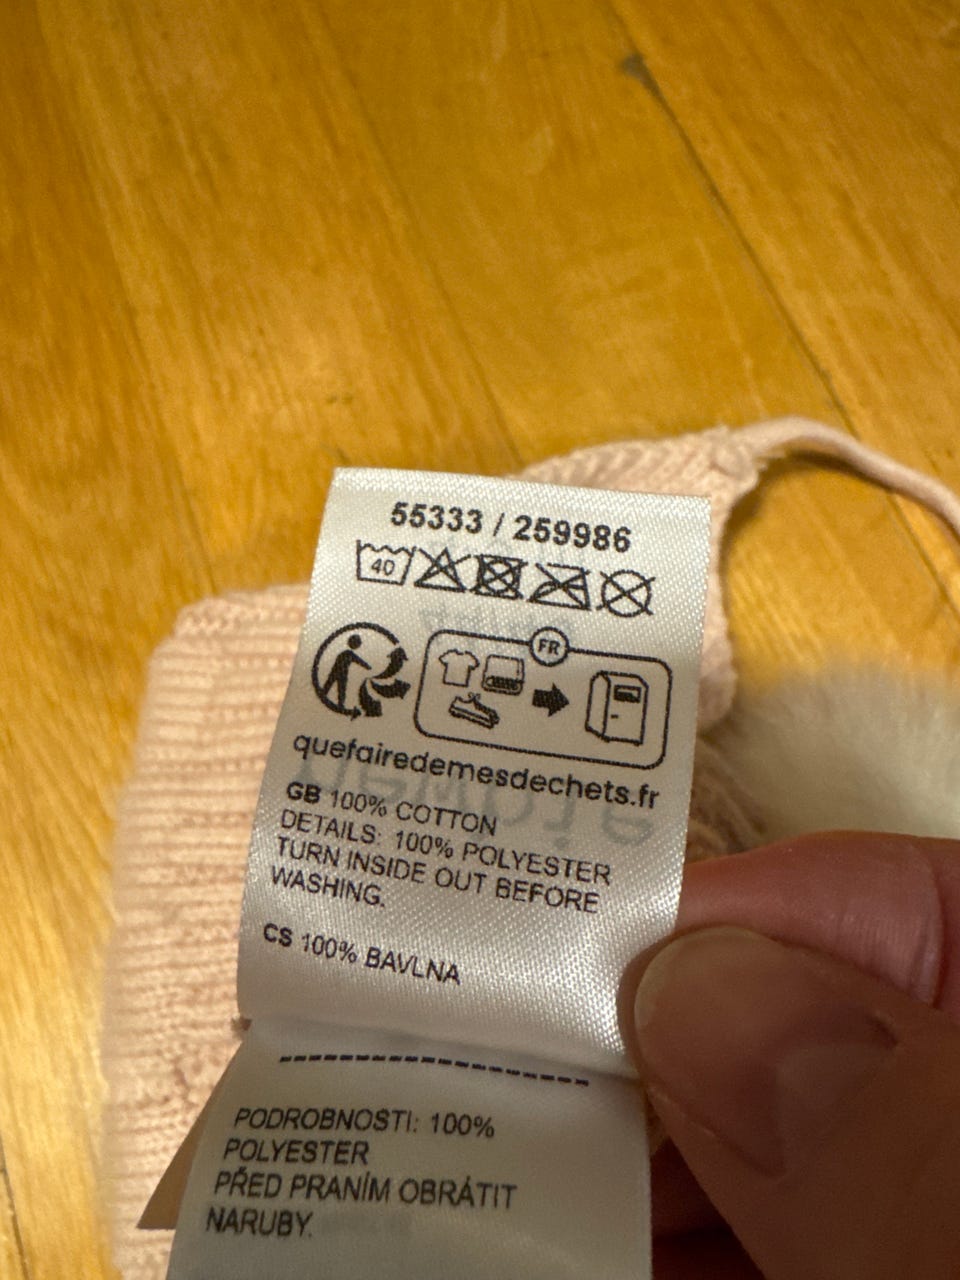 55333 / 259986
40
FR
quefairedemesdechets.fr
GB 100% COTTON
DETAILS: 100% POLYESTER
TURN INSIDE OUT BEFORE
WASHING.
CS 100% BAVLNA
PODROBNOSTI: 100%
POLYESTER
PŘED PRANÍM OBRÁTIT
NARUBY.